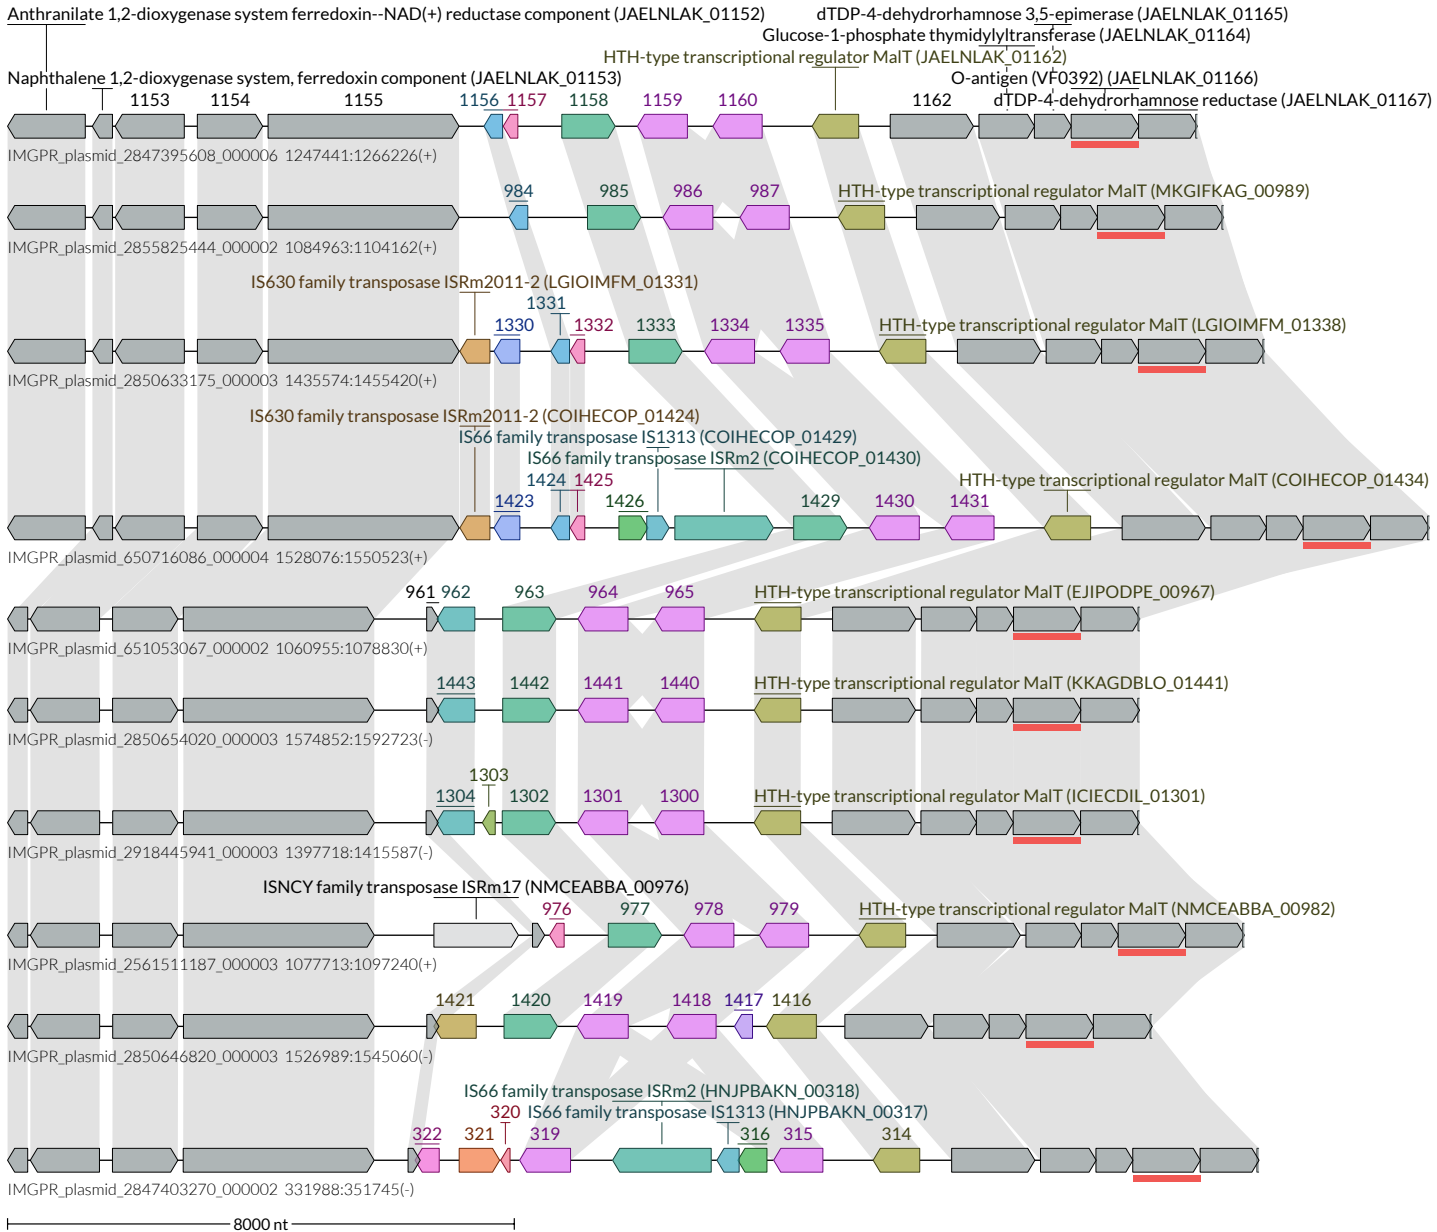 Anthranilate 1,2-dioxygenase system ferredoxin--NAD(+) reductase component (JAELNLAK_01152)
dTDP-4-dehydrorhamnose 3,5-epimerase (JAELNLAK_01165)
Glucose-1-phosphate thymidylyltransferase (JAELNLAK_01164)
HTH-type transcriptional regulator MalT (JAELNLAK_01162)
Naphthalene 1,2-dioxygenase system, ferredoxin component (JAELNLAK_01153)
O-antigen (VF0392) (JAELNLAK_01166)
1153 1154 1155 1156 1157 1158 1159 1160 1162 dTDP-4-dehydrorhamnose reductase (JAELNLAK_01167)
IMGPR_plasmid_2847395608_000006 1247441:1266226(+)
984 985 986 987 HTH-type transcriptional regulator MalT (MKGIFKAG_00989)
IMGPR_plasmid_2855825444_000002 1084963:1104162(+)
IS630 family transposase ISRm2011-2 (LGIOIMFM_01331)
1331
1330 1332 1333 1334 1335 HTH-type transcriptional regulator MalT (LGIOIMFM_01338)
IMGPR_plasmid_2850633175_000003 1435574:1455420(+)
IS630 family transposase ISRm2011-2 (COIHECOP_01424)
IS66 family transposase IS1313 (COIHECOP_01429)
IS66 family transposase ISRm2 (COIHECOP_01430)
1424 1425 HTH-type transcriptional regulator MalT (COIHECOP_01434)
1423 1426 1429 1430 1431
IMGPR_plasmid_650716086_000004 1528076:1550523(+)
961 962 963 964 965 HTH-type transcriptional regulator MalT (EJIPODPE_00967)
IMGPR_plasmid_651053067_000002 1060955:1078830(+)
1443 1442 1441 1440 HTH-type transcriptional regulator MalT (KKAGDBLO_01441)
IMGPR_plasmid_2850654020_000003 1574852:1592723(-)
1303
1304 1302 1301 1300 HTH-type transcriptional regulator MalT (ICIECDIL_01301)
IMGPR_plasmid_2918445941_000003 1397718:1415587(-)
ISNCY family transposase ISRm17 (NMCEABBA_00976)
976 977 978 979 HTH-type transcriptional regulator MalT (NMCEABBA_00982)
IMGPR_plasmid_2561511187_000003 1077713:1097240(+)
1421 1420 1419 1418 1417 1416
IMGPR_plasmid_2850646820_000003 1526989:1545060(-)
IS66 family transposase ISRm2 (HNJPBAKN_00318)
320 IS66 family transposase IS1313 (HNJPBAKN_00317)
322 321 319 316 315 314
IMGPR_plasmid_2847403270_000002 331988:351745(-)
8000 nt